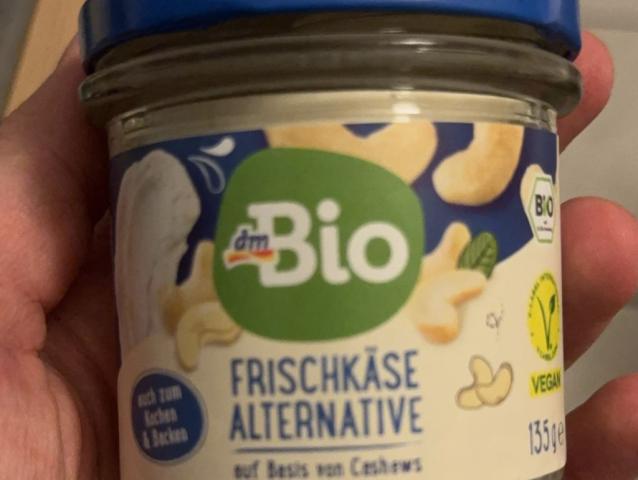 dm Bio
BIO
VEGAN
FRISCHKÄSE
ALTERNATIVE
auf Basis von Cashews
auch zum
Kochen
& Backen
135g e